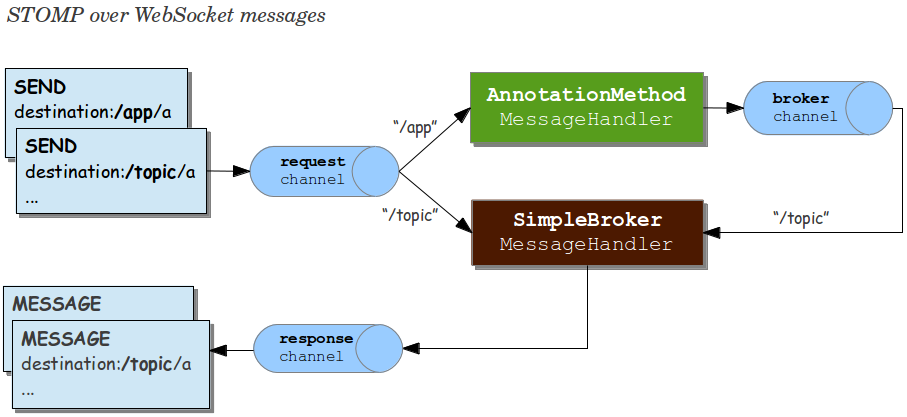 STOMP over WebSocket messages
SEND
destination:/app/a
SEND
destination:/topic/a
...
request
channel
“/app”
“/topic”
AnnotationMethod
MessageHandler
broker
channel
SimpleBroker
MessageHandler
“/topic”
MESSAGE
MESSAGE
destination:/topic/a
...
response
channel